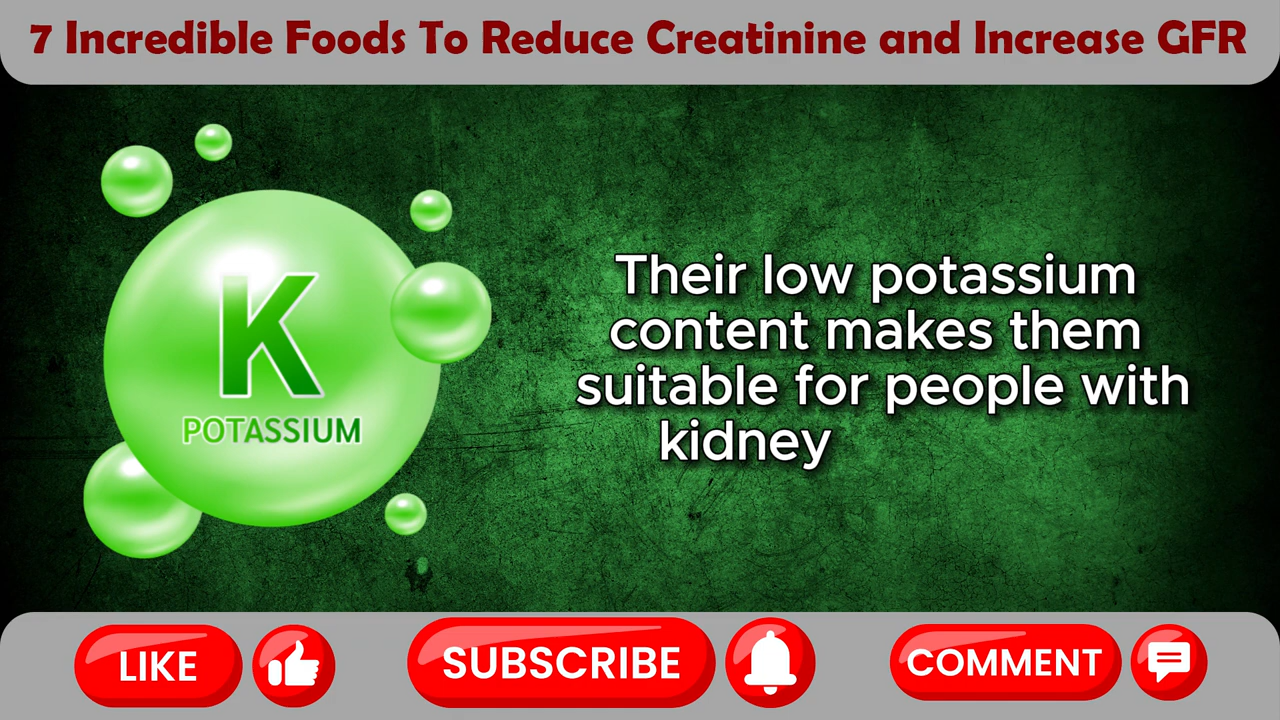 7 Incredible Foods To Reduce Creatinine and Increase GFR
K
POTASSIUM
Their low potassium
content makes them
suitable for people with
kidney
LIKE
SUBSCRIBE
COMMENT